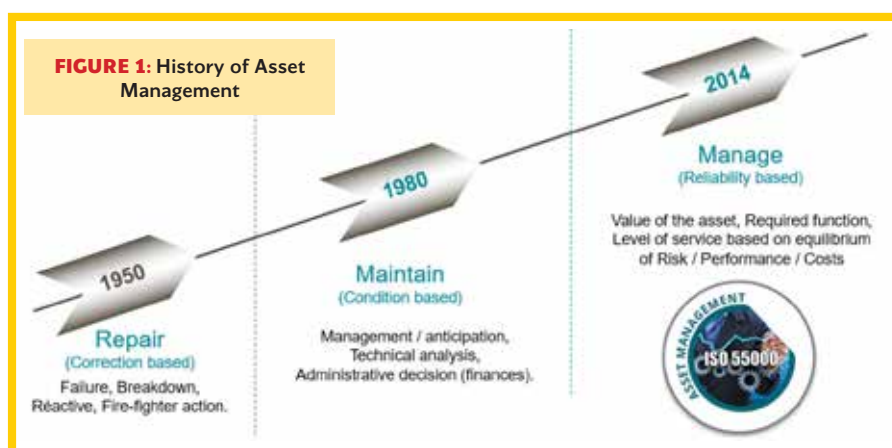 FIGURE 1: History of Asset
Management
1950
Repair
(Correction based)
Failure, Breakdown,
Réactive, Fire-fighter action.
1980
Maintain
(Condition based)
Management / anticipation,
Technical analysis,
Administrative decision (finances).
2014
Manage
(Reliability based)
Value of the asset, Required function,
Level of service based on equilibrium
of Risk / Performance / Costs
ASSET MANAGEMENT
ISO 55000